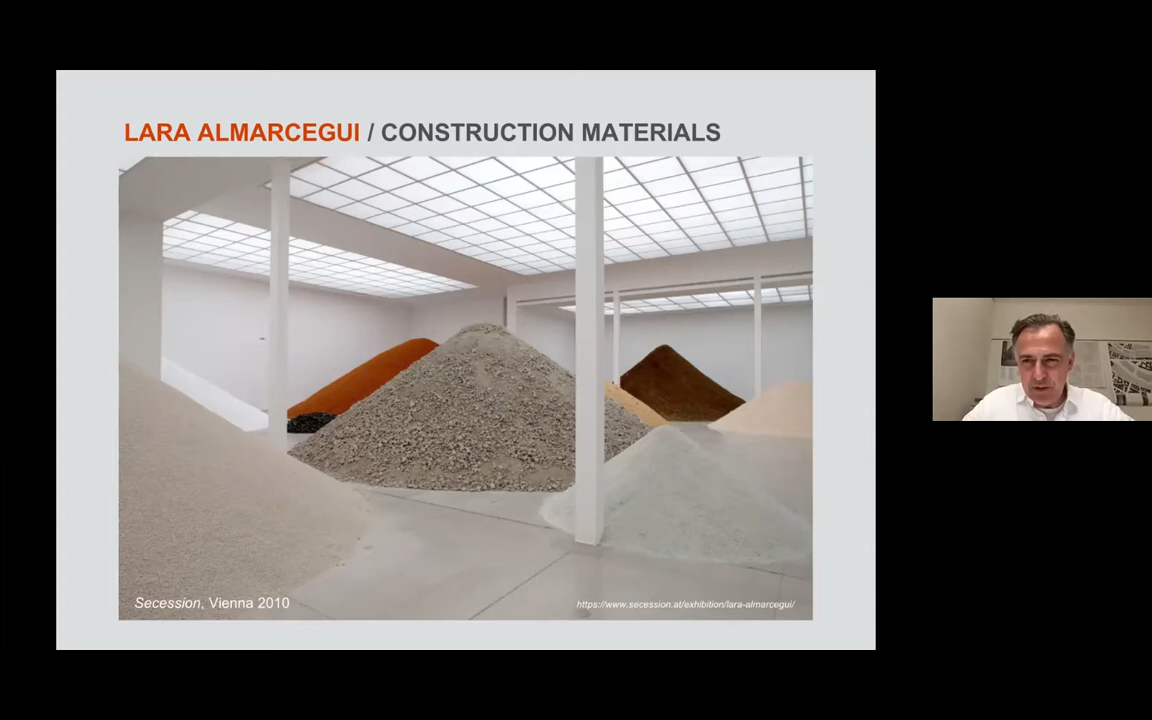 LARA ALMARCEGUI / CONSTRUCTION MATERIALS
Secession, Vienna 2010
https://www.secession.at/exhibition/lara-almarcegui/